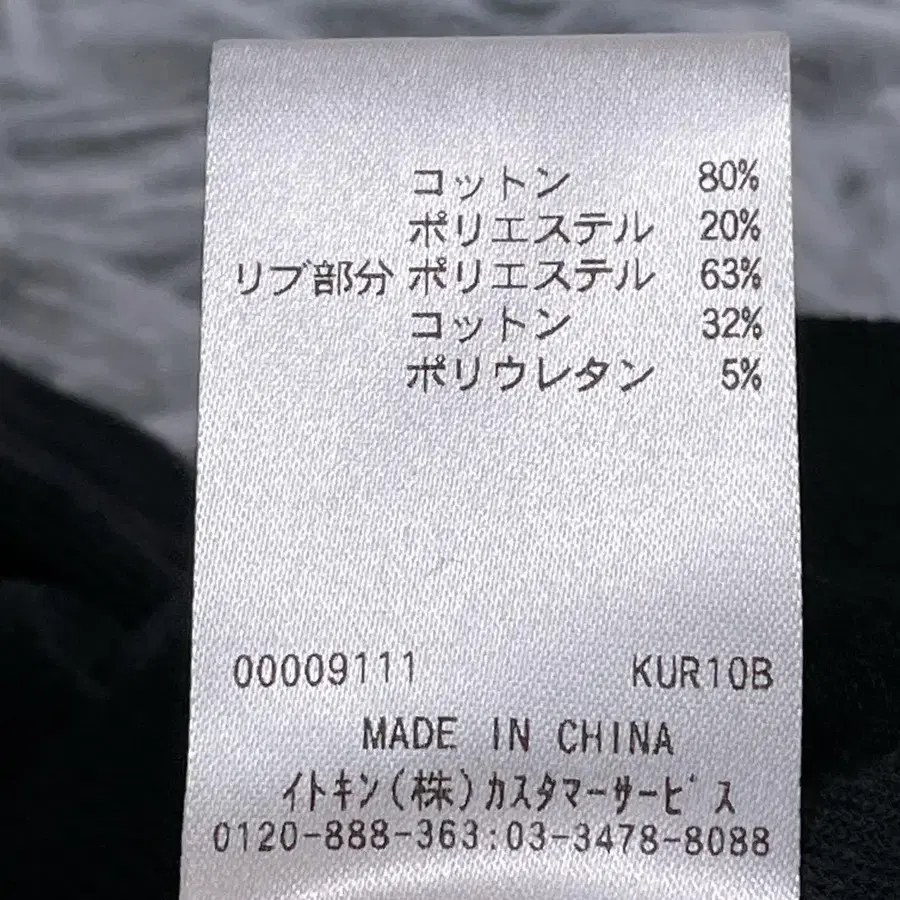 コットン 80%
ポリエステル 20%
リブ部分 ポリエステル 63%
コットン 32%
ポリウレタン 5%
00009111 KUR10B
MADE IN CHINA
イトキン(株)カスタマーサービス
0120-888-363:03-3478-8088